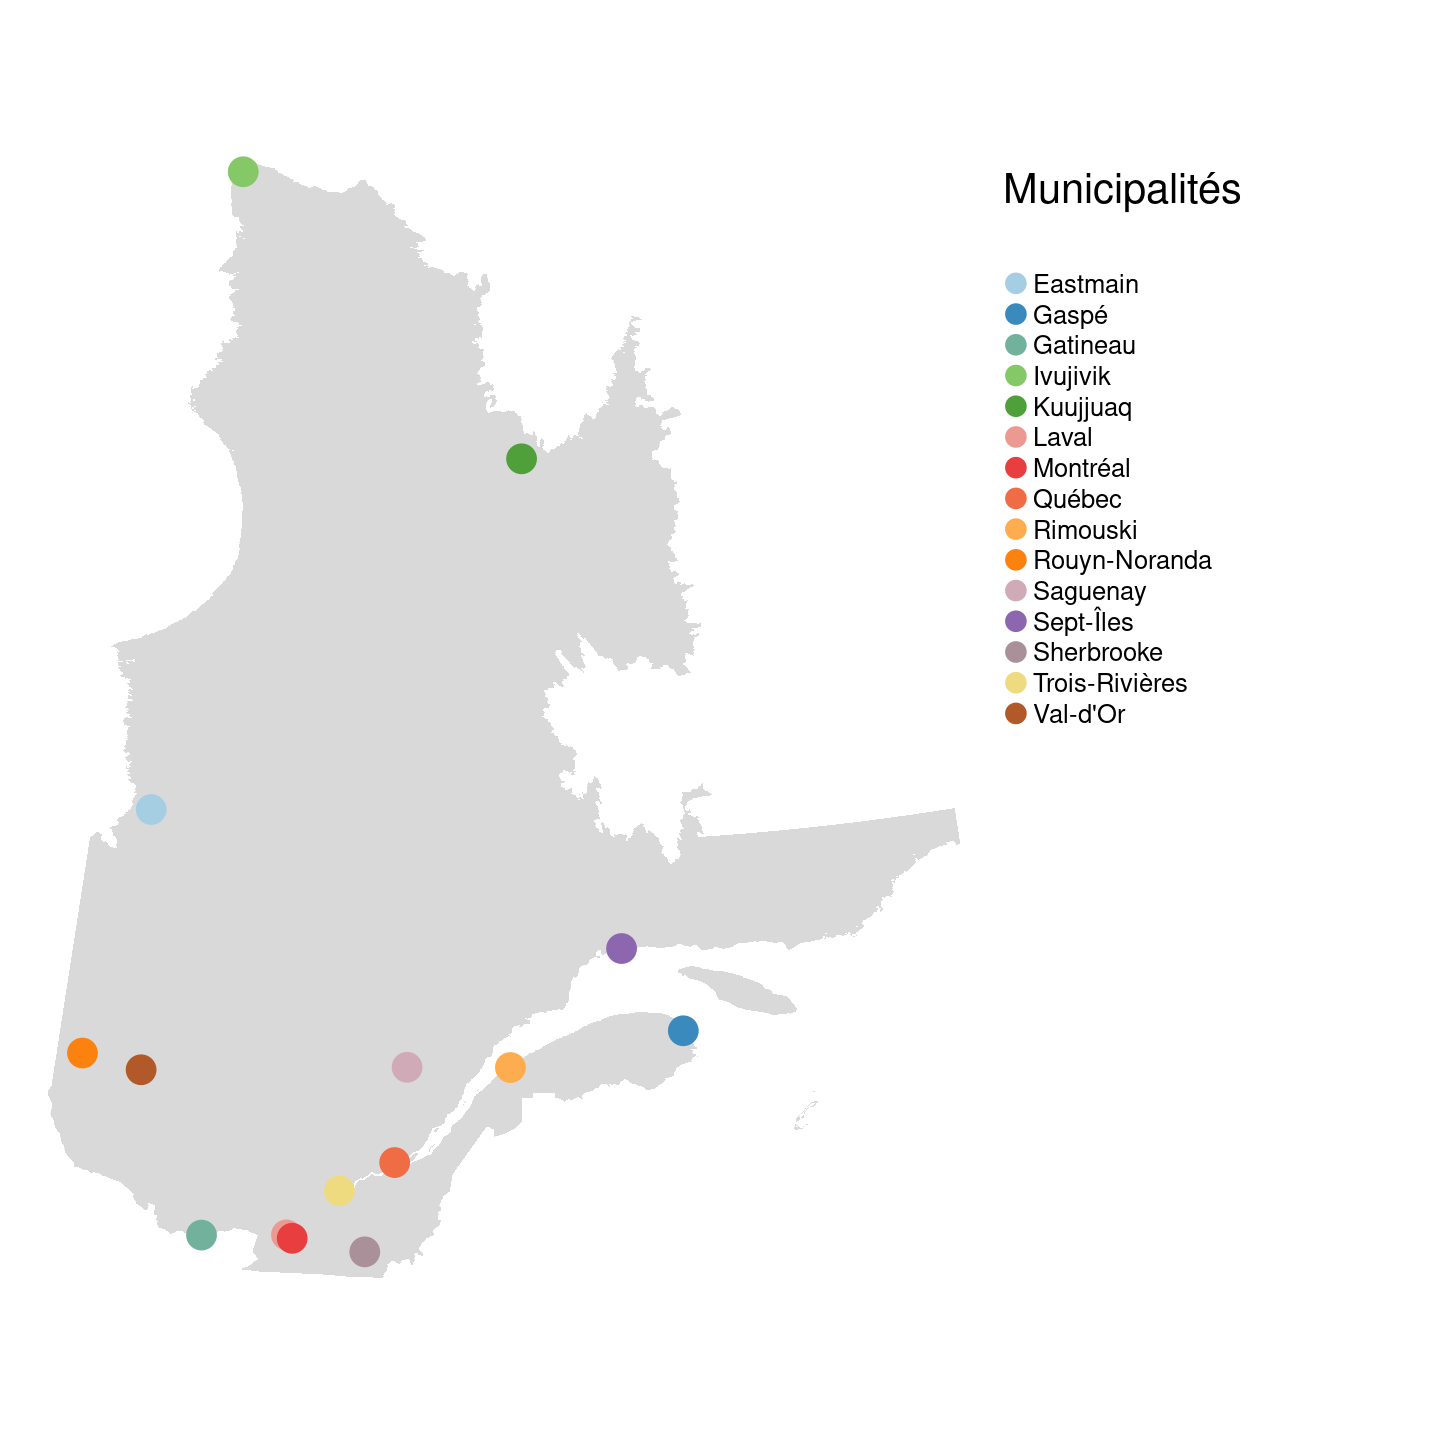 Municipalités
Eastmain
Gaspé
Gatineau
Ivujivik
Kuujjuaq
Laval
Montréal
Québec
Rimouski
Rouyn-Noranda
Saguenay
Sept-Îles
Sherbrooke
Trois-Rivières
Val-d'Or